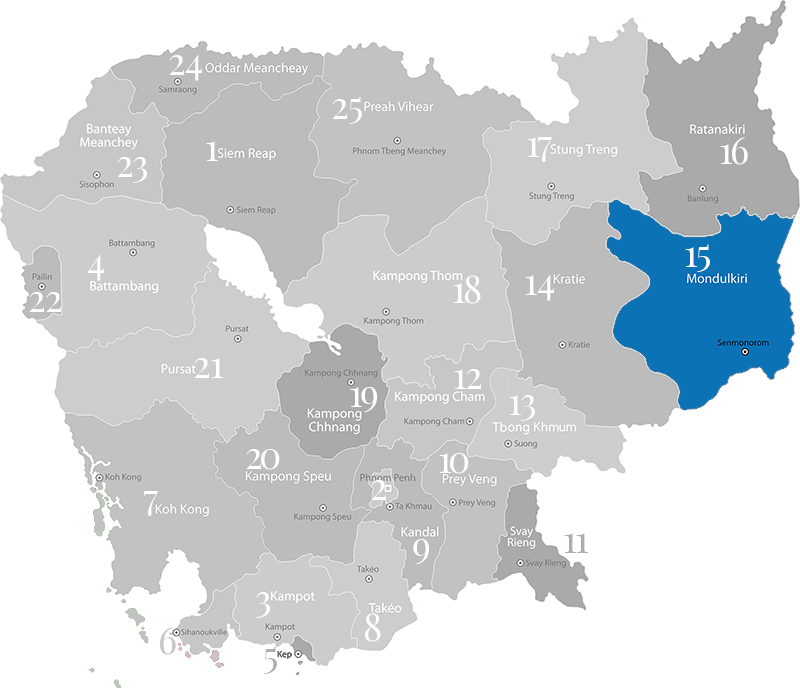 24 Oddar Meancheay
Samraong
25 Preah Vihear
Phnom Tbeng Meanchey
Banteay
Meanchey
23
Sisophon
1 Siem Reap
Siem Reap
17 Stung Treng
Stung Treng
Ratanakiri
16
Banlung
15
Mondulkiri
Senmonorom
Battambang
4
Battambang
Pailin
22
Kampong Thom
18
Kampong Thom
14 Kratie
Kratie
Pursat
Pursat 21
Kampong Chhnang
19
Kampong
Chhnang
12
Kampong Cham
Kampong Cham
13
Tbong Khmum
Suong
20
Kampong Speu
Kampong Speu
Phnom Penh
2
Ta Khmau
10
Prey Veng
Prey Veng
Koh Kong
7 Koh Kong
Kandal
9
Svay
Rieng
11
Svay Rieng
Takéo
Takéo
8
3 Kampot
Kampot
Sihanoukville
6
5 Kep